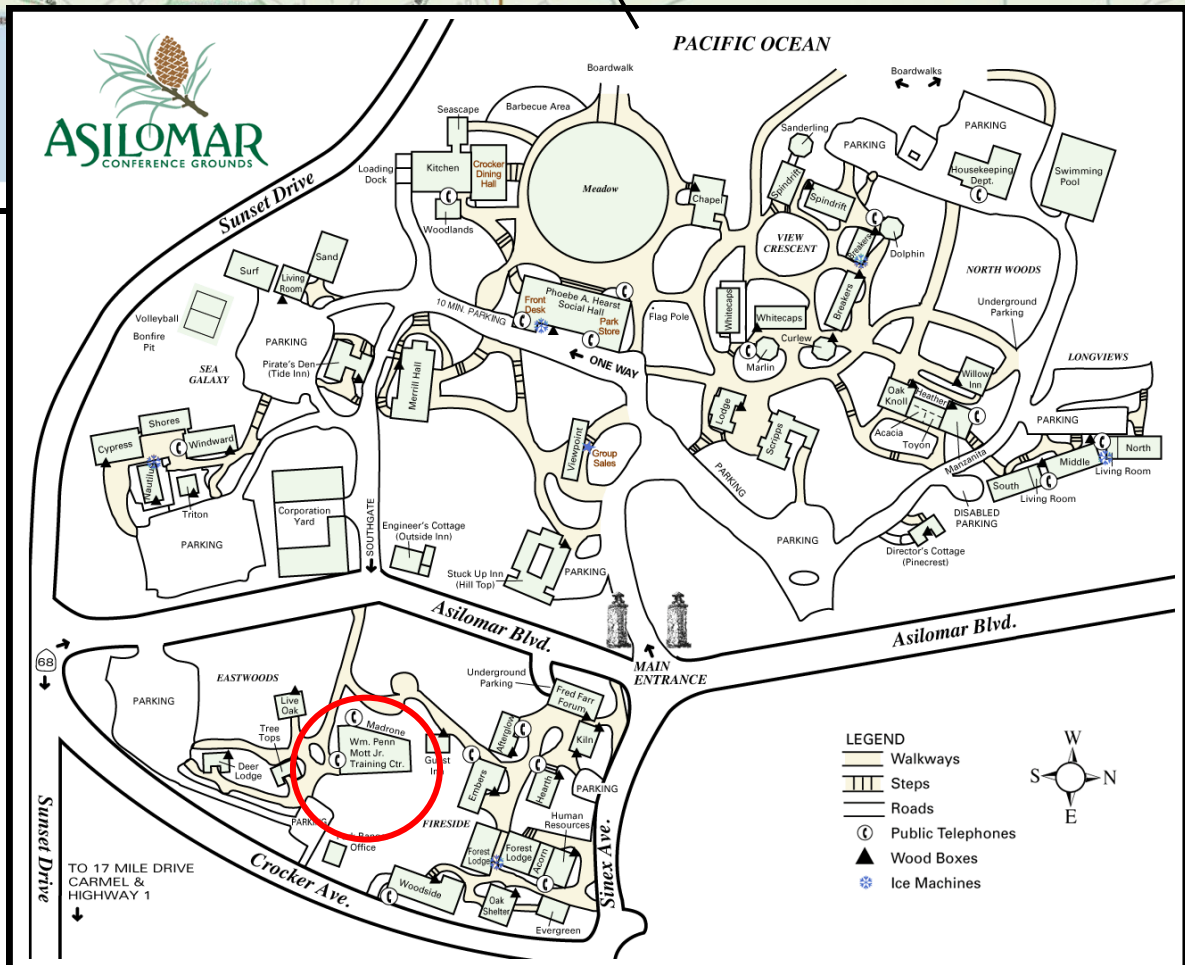 PACIFIC OCEAN
ASILOMAR
CONFERENCE GROUNDS
Boardwalk
Boardwalks
Barbecue Area
Seascape
Loading
Dock
Kitchen
Crocker
Dining
Hall
Woodlands
Meadow
Chapel
Sanderling
Spindrift
Spindrift
PARKING
PARKING
Housekeeping
Dept.
Swimming
Pool
VIEW
CRESCENT
Breakers
Dolphin
NORTH WOODS
Underground
Parking
Sunset Drive
Surf
Living
Room
Sand
Volleyball
Bonfire
Pit
PARKING
SEA
GALAXY
Pirate's Den
(Tide Inn)
10 MIN. PARKING
Front
Desk
Phoebe A. Hearst
Social Hall
Park
Store
ONE WAY
Flag Pole
Whitecaps
Whitecaps
Breakers
Curlew
Marlin
LONGVIEWS
Merrill Hall
Lodge
Scripps
Oak
Knoll
Heather
Willow
Inn
Acacia
Toyon
Manzanita
PARKING
North
Middle
Living Room
South
Living Room
DISABLED
PARKING
Director's Cottage
(Pinecrest)
Shores
Cypress
Windward
Nautilus
Triton
PARKING
Corporation
Yard
SOUTHGATE
Viewpoint
Group
Sales
PARKING
PARKING
Engineer's Cottage
(Outside Inn)
Stuck Up Inn
(Hill Top)
PARKING
Asilomar Blvd.
Asilomar Blvd.
MAIN
ENTRANCE
68
PARKING
EASTWOODS
Live
Oak
Tree
Tops
Deer
Lodge
Madrone
Wm. Penn
Mott Jr.
Training Ctr.
Guest
Inn
Underground
Parking
Fred Farr
Forum
Kiln
Afterglow
Embers
Hearth
PARKING
FIRESIDE
Human
Resources
PARKING
Office
Forest
Lodge
Forest
Lodge
Acorn
Woodside
Oak
Shelter
Evergreen
Sinex Ave.
Crocker Ave.
Sunset Drive
TO 17 MILE DRIVE
CARMEL &
HIGHWAY 1
LEGEND
Walkways
Steps
Roads
Public Telephones
Wood Boxes
Ice Machines
W
S N
E